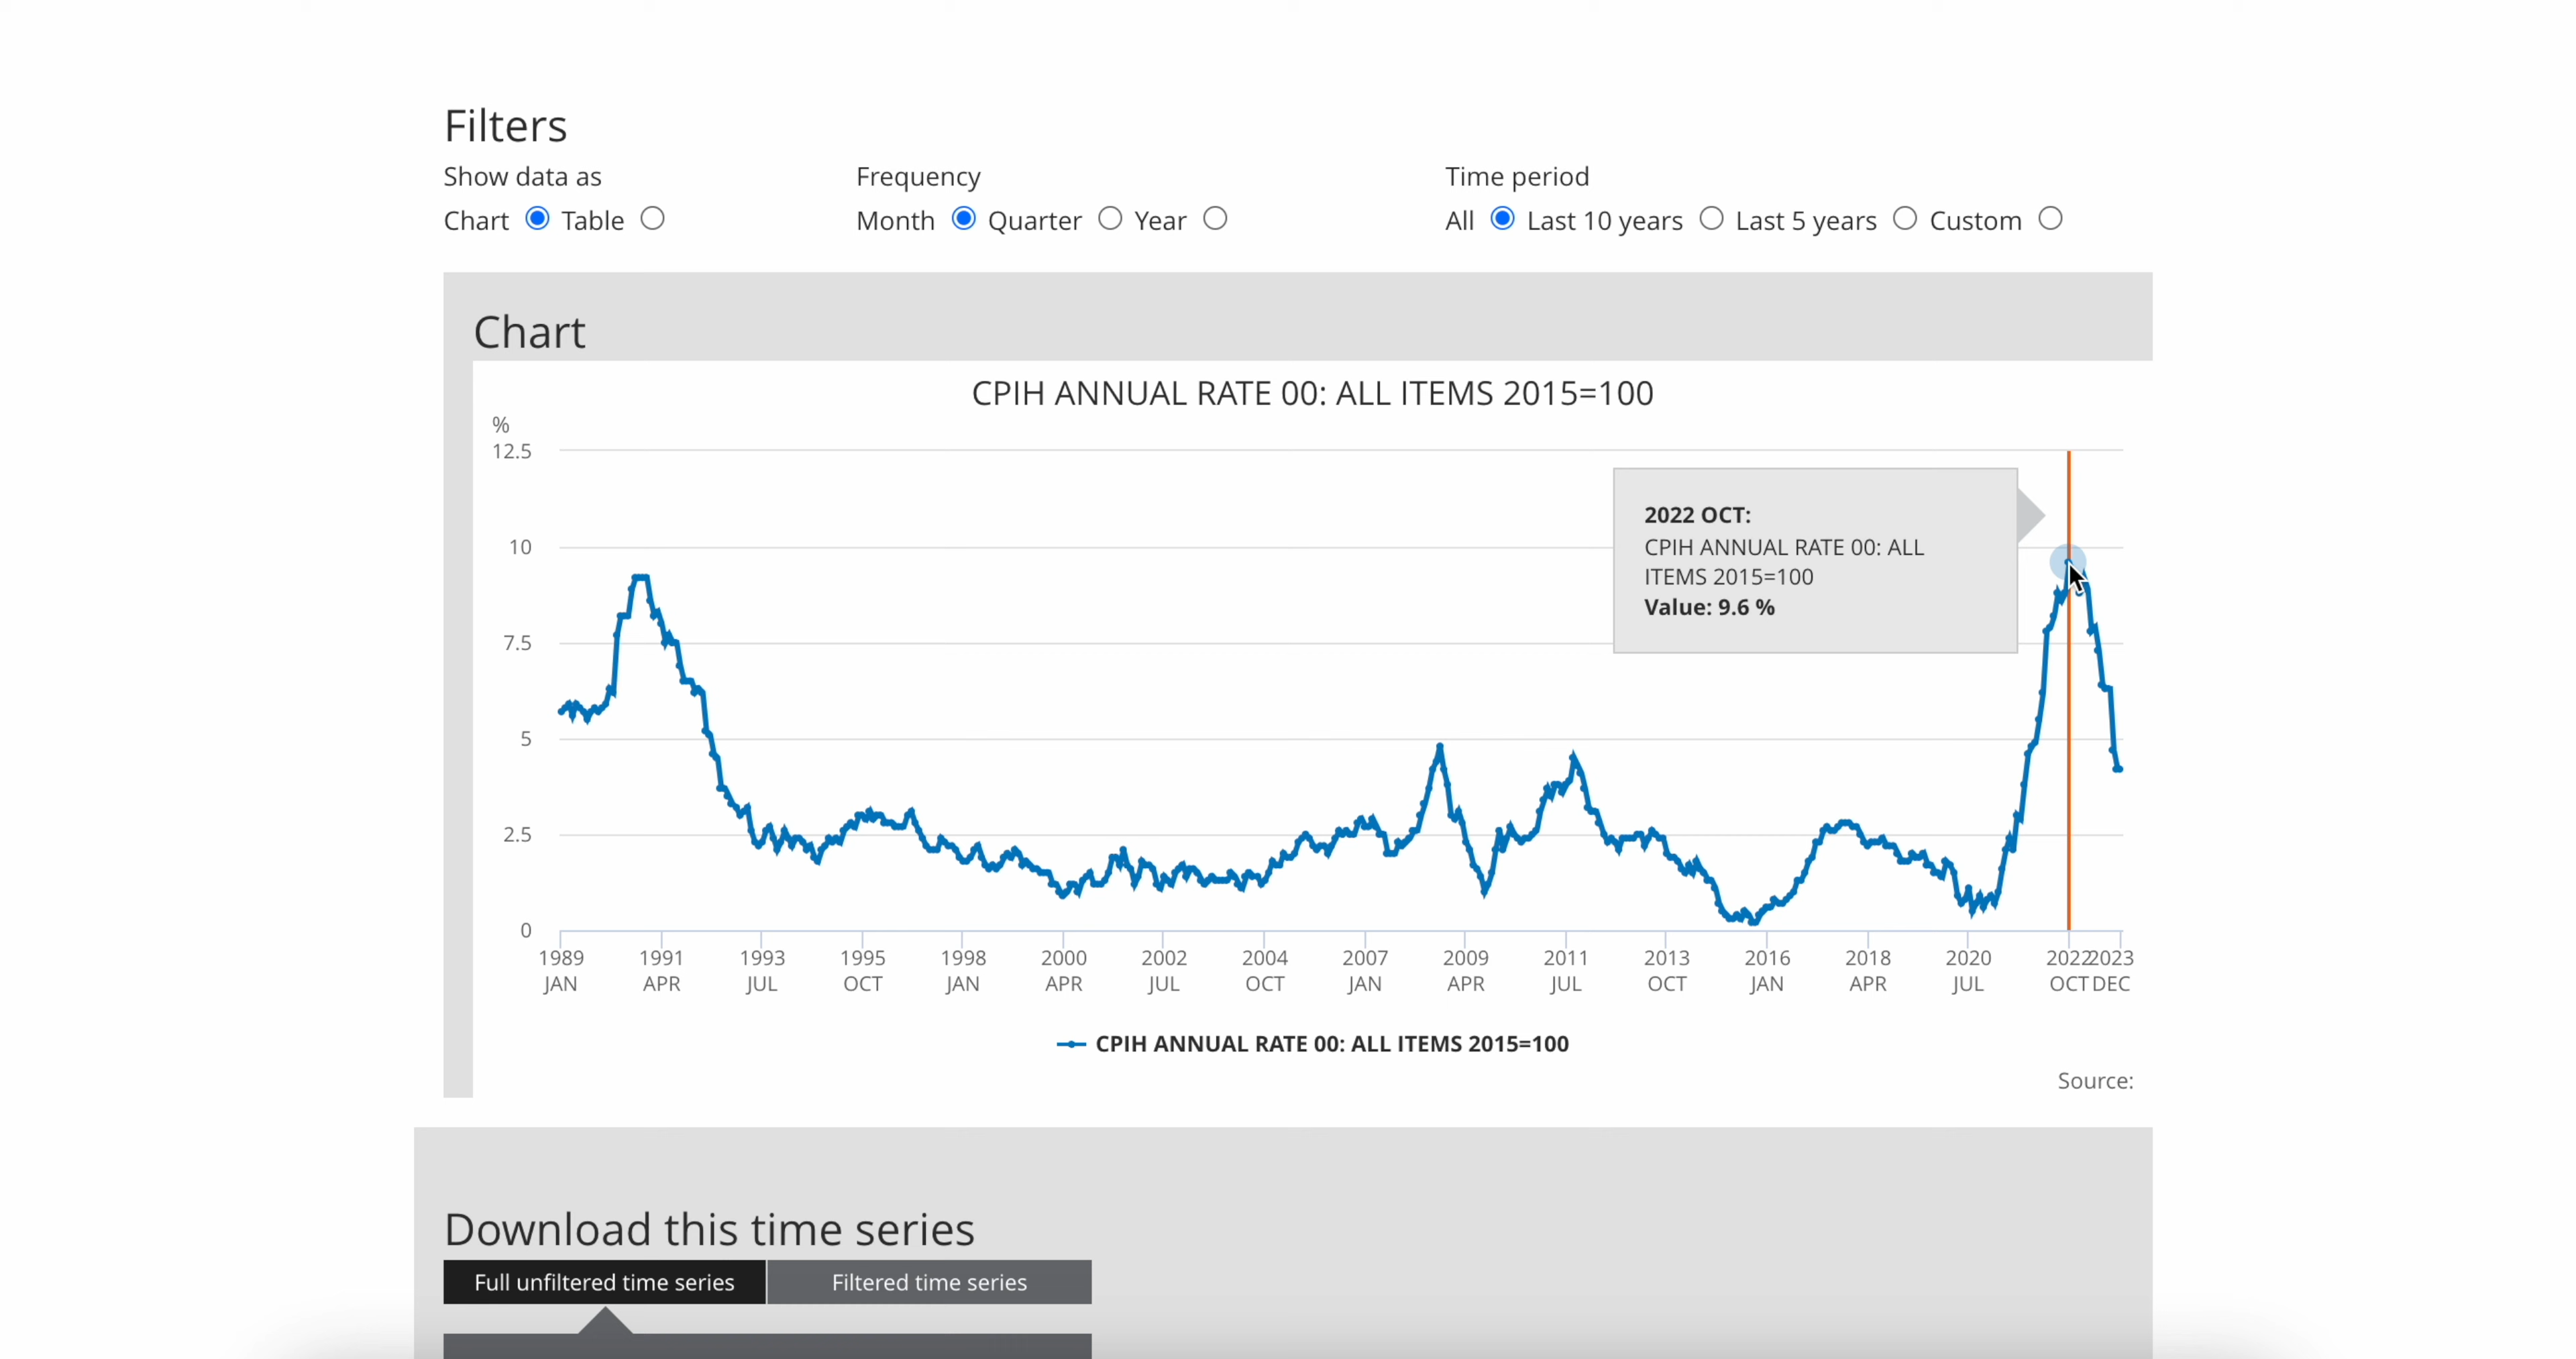 Filters
Show data as
Frequency
Time period
Chart Table
Month Quarter Year
All Last 10 years Last 5 years Custom
Chart
CPIH ANNUAL RATE 00: ALL ITEMS 2015=100
%
12.5
10
7.5
5
2.5
0
2022 OCT:
CPIH ANNUAL RATE 00: ALL
ITEMS 2015=100
Value: 9.6 %
1989 1991 1993 1995 1998 2000 2002 2004 2007 2009 2011 2013 2016 2018 2020 2022 2023
JAN APR JUL OCT JAN APR JUL OCT JAN APR JUL OCT JAN APR JUL OCT DEC
CPIH ANNUAL RATE 00: ALL ITEMS 2015=100
Source:
Download this time series
Full unfiltered time series
Filtered time series